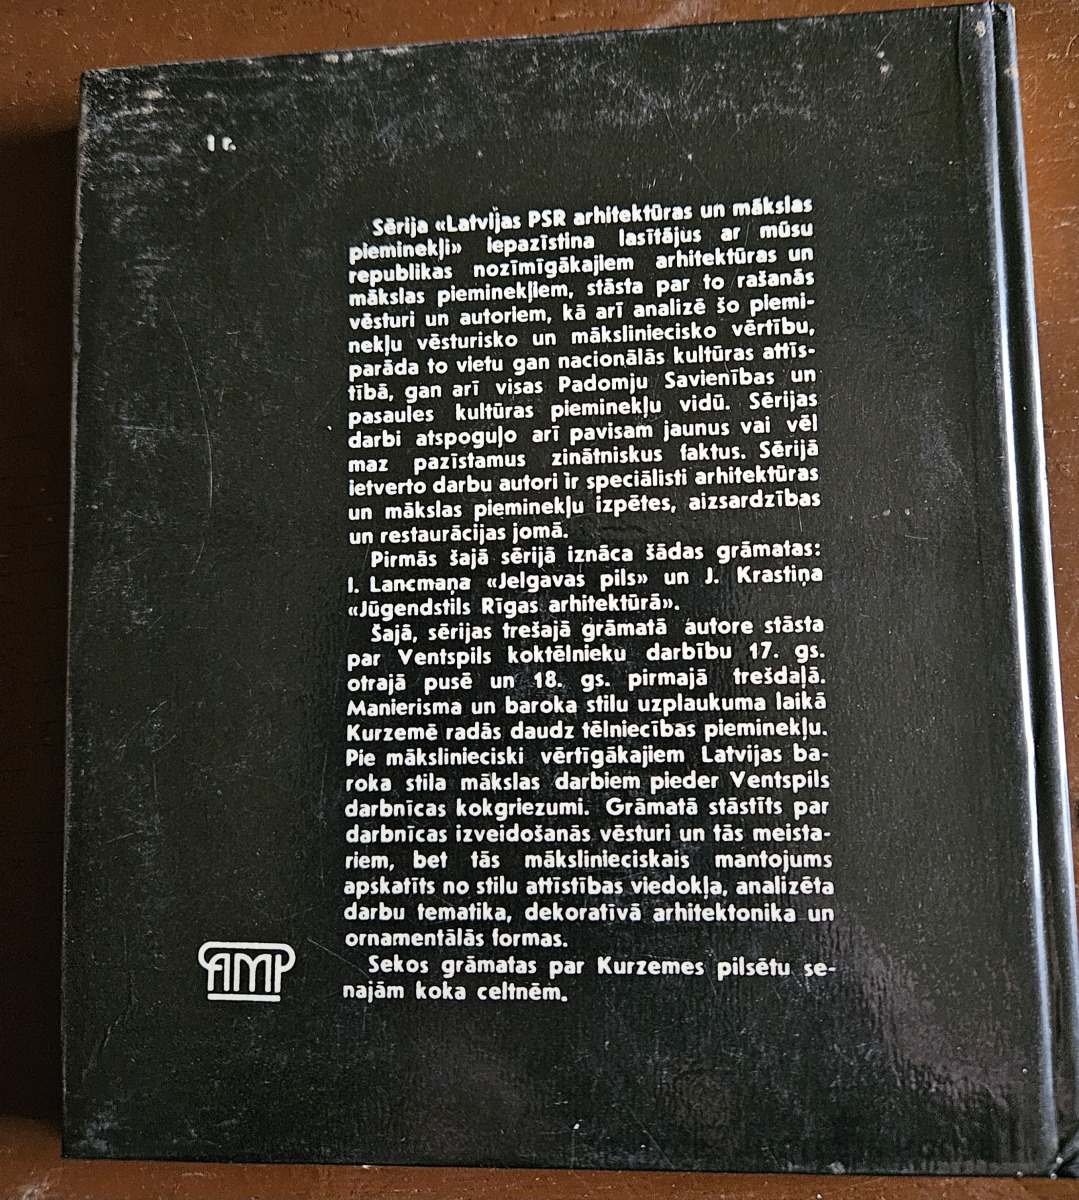 1 r.
Sērija «Latvijas PSR arhitektūras un mākslas
pieminekļi» iepazīstina lasītājus ar mūsu
republikas nozīmīgākajiem arhitektūras un
mākslas pieminekļiem, stāsta par to rašanās
vēsturi un autoriem, kā arī analizē šo piemi-
nekļu vēsturisko un māksliniecisko vērtību,
parāda to vietu gan nacionālās kultūras attīs-
tībā, gan arī visas Padomju Savienības un
pasaules kultūras pieminekļu vidū. Sērijas
darbi atspoguļo arī pavisam jaunus vai vēl
maz pazīstamus zinātniskus faktus. Sērijā
ietverto darbu autori ir speciālisti arhitektūras
un mākslas pieminekļu izpētes, aizsardzības
un restaurācijas jomā.
Pirmās šajā sērijā iznāca šādas grāmatas:
I. Lancmaņa «Jelgavas pils» un J. Krastiņa
«Jūgendstils Rīgas arhitektūrā».
Šajā, sērijas trešajā grāmatā autore stāsta
par Ventspils koktēlnieku darbību 17. gs.
otrajā pusē un 18. gs. pirmajā trešdaļā.
Manierisma un baroka stilu uzplaukuma laikā
Kurzemē radās daudz tēlniecības pieminekļu.
Pie mākslinieciski vērtīgākajiem Latvijas ba-
roka stila mākslas darbiem pieder Ventspils
darbnīcas kokgriezumi. Grāmatā stāstīts par
darbnīcas izveidošanās vēsturi un tās meista-
riem, bet tās mākslinieciskais mantojums
apskatīts no stilu attīstības viedokļa, analizēta
darbu tematika, dekoratīvā arhitektonika un
ornamentālās formas.
Sekos grāmatas par Kurzemes pilsētu se-
najām koka celtnēm.
AMP